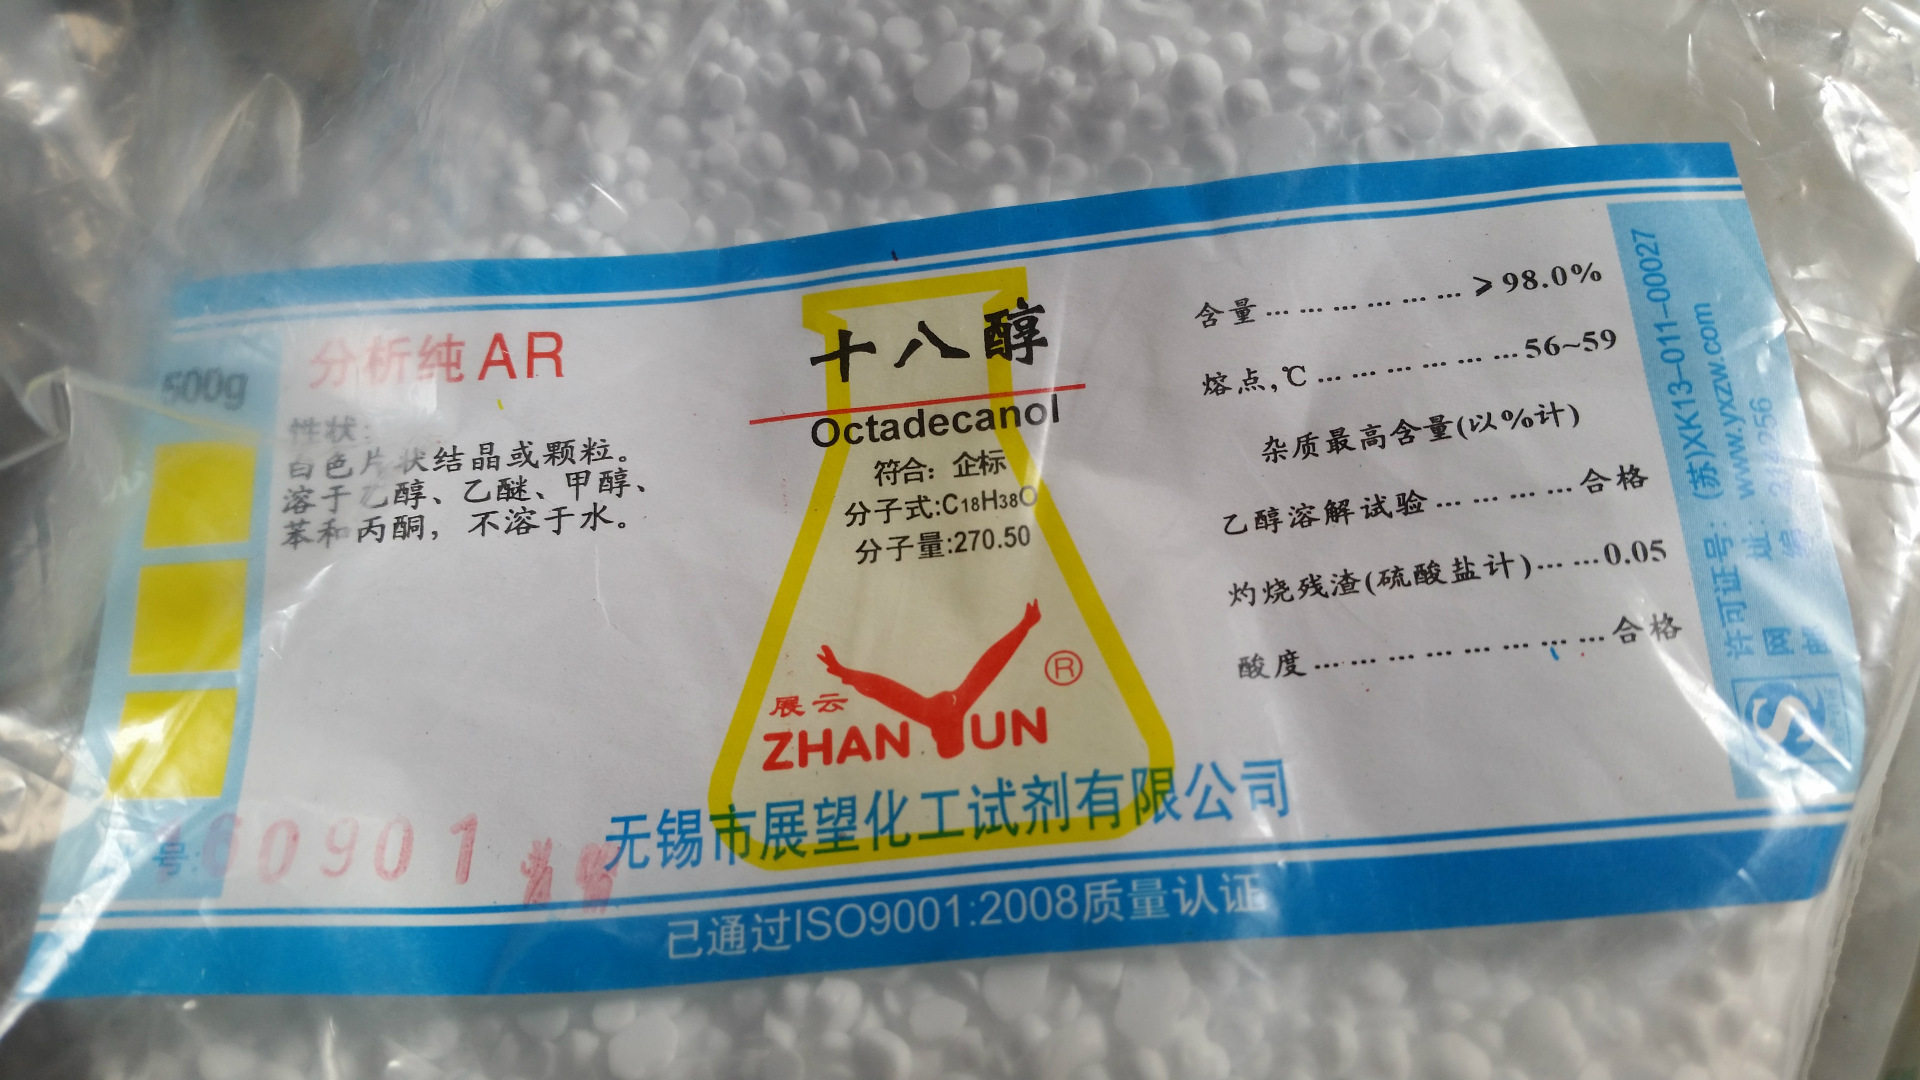 500g
分析纯AR
性状:
白色片状结晶或颗粒。
溶于乙醇、乙醚、甲醇、
苯和丙酮，不溶于水。
号:160901
十八醇
Octadecanol
符合: 企标
分子式:C18H38O
分子量:270.50
展云
ZHAN YUN
®
无锡市展望化工试剂有限公司
已通过ISO9001:2008质量认证
含量………………⩾98.0%
熔点,℃………………56~59
杂质最高含量(以%计)
乙醇溶解试验…………合格
灼烧残渣(硫酸盐计)……0.05
酸度……………………合格
许可证号: (苏)XK13-011-00027
网 址: www.yxzw.com